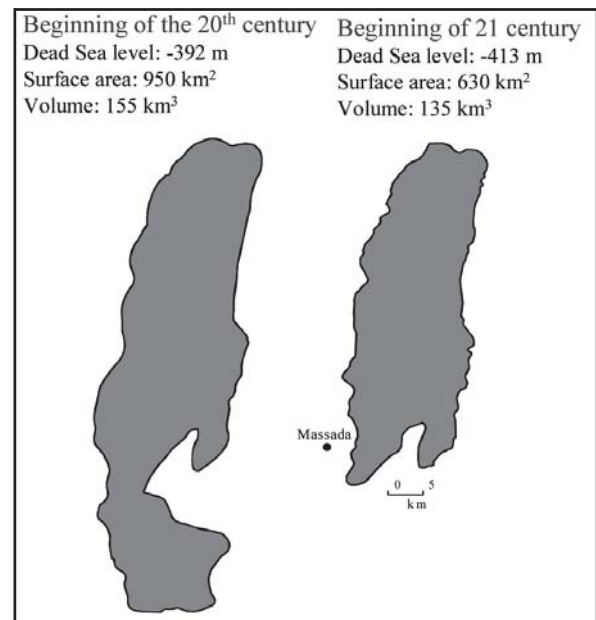 Beginning of the 20th century
Dead Sea level: -392 m
Surface area: 950 km²
Volume: 155 km³
Beginning of 21 century
Dead Sea level: -413 m
Surface area: 630 km²
Volume: 135 km³
Massada
0 5
km